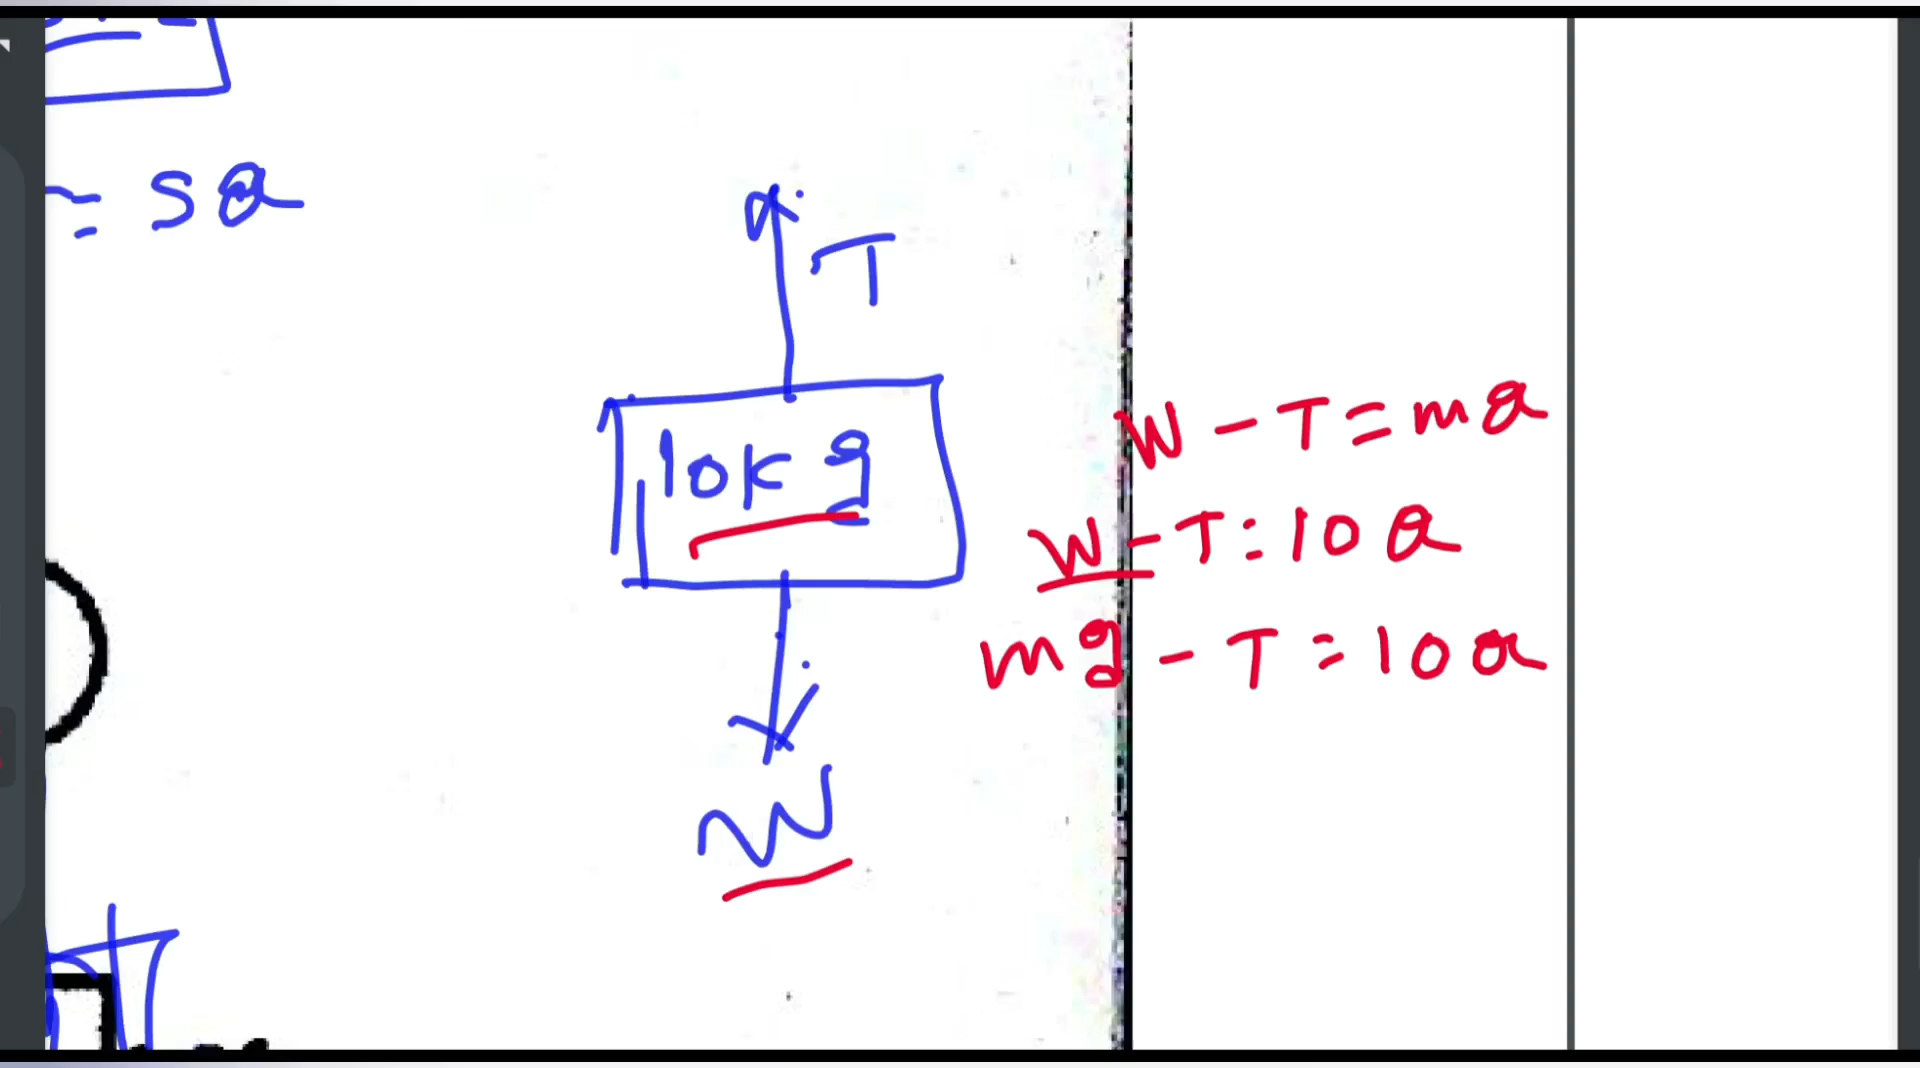 = 5a
T
10kg
W - T = ma
W - T = 10a
mg - T = 10a
W